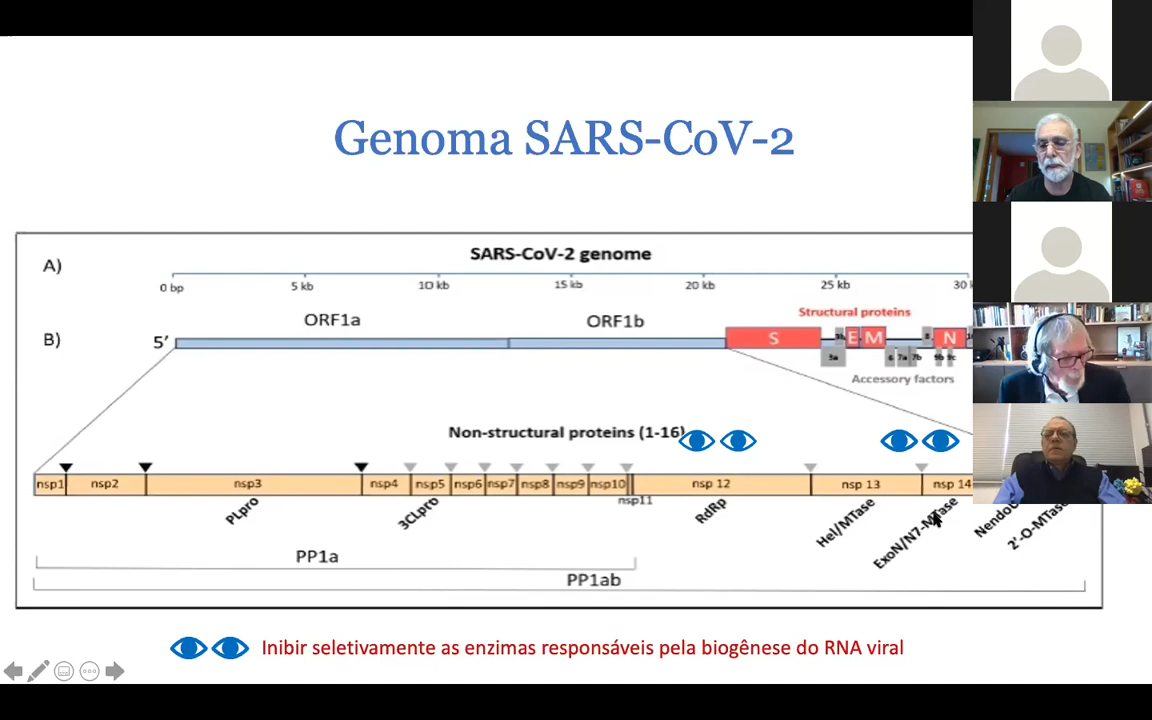 Genoma SARS-CoV-2
SARS-CoV-2 genome
A)
0 bp 5 kb 10 kb 15 kb 20 kb 25 kb 30
Structural proteins
ORF1a ORF1b
B) 5' S E M 8 N
3a 6 7a 7b 9b 9c
Accessory factors
Non-structural proteins (1-16)
nsp1 nsp2 nsp3 nsp4 nsp5 nsp6 nsp7 nsp8 nsp9 nsp10 nsp 12 nsp 13 nsp 14
nsp11
PLpro 3CLpro RdRp Hel/MTase ExoN/N7-MTase 2'-O-MTase
PP1a
PP1ab
Inibir seletivamente as enzimas responsáveis pela biogênese do RNA viral